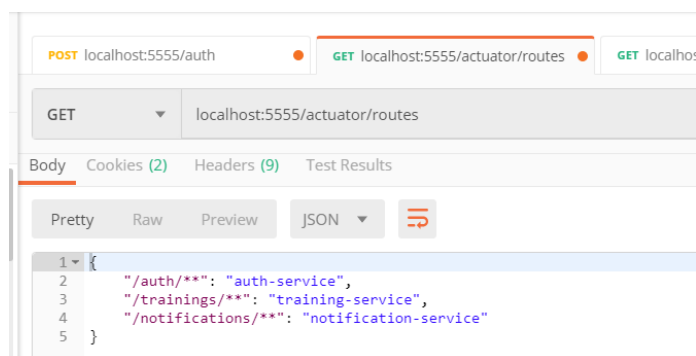 POST localhost:5555/auth
GET localhost:5555/actuator/routes
GET localhos
GET
localhost:5555/actuator/routes
Body Cookies (2) Headers (9) Test Results
Pretty Raw Preview JSON
1 {
2 "/auth/**": "auth-service",
3 "/trainings/**": "training-service",
4 "/notifications/**": "notification-service"
5 }